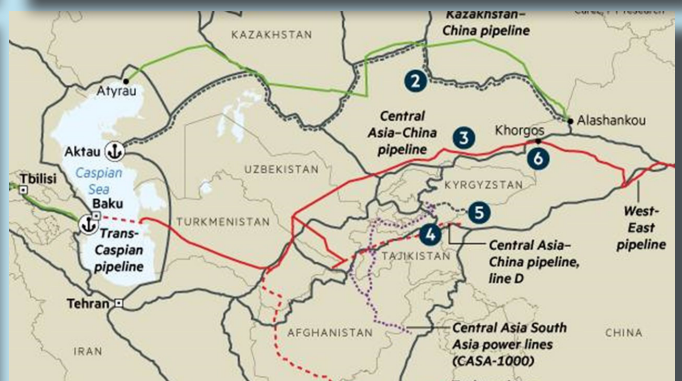 Kazakhstan–
China pipeline
KAZAKHSTAN
Atyrau
2
Central
Asia–China
pipeline
Alashankou
Khorgos
3
6
Aktau
UZBEKISTAN
Caspian
Sea
Tbilisi
KYRGYZSTAN
Baku
TURKMENISTAN
5
West-
East
pipeline
Trans-
Caspian
pipeline
4
TAJIKISTAN
Central Asia–
China pipeline,
line D
Tehran
AFGHANISTAN
Central Asia South
Asia power lines
(CASA-1000)
CHINA
IRAN